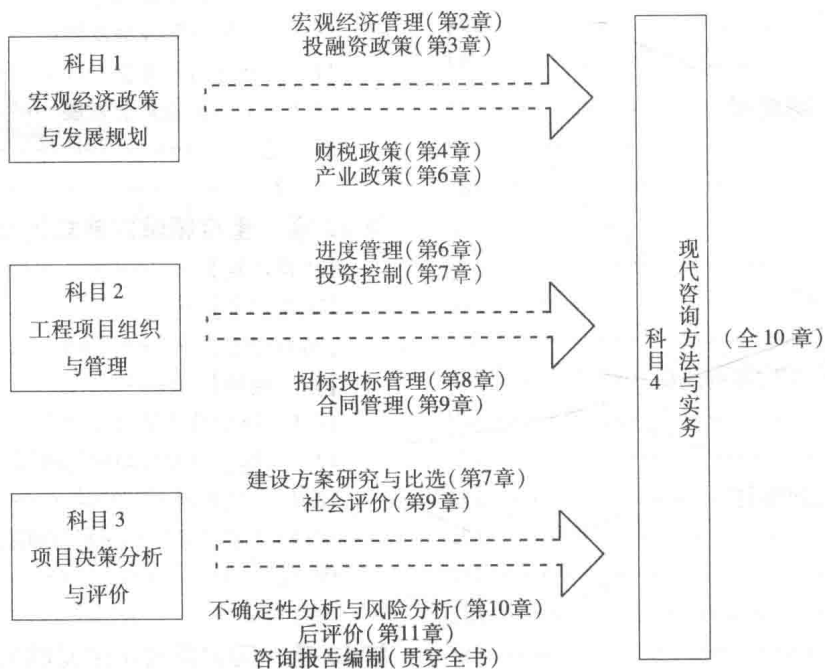 科目1
宏观经济政策
与发展规划
宏观经济管理(第2章)
投融资政策(第3章)
财税政策(第4章)
产业政策(第6章)
科目2
工程项目组织
与管理
进度管理(第6章)
投资控制(第7章)
招标投标管理(第8章)
合同管理(第9章)
科目3
项目决策分析
与评价
建设方案研究与比选(第7章)
社会评价(第9章)
不确定性分析与风险分析(第10章)
后评价(第11章)
咨询报告编制(贯穿全书)
科目4
现代咨询方法与实务
(全10章)